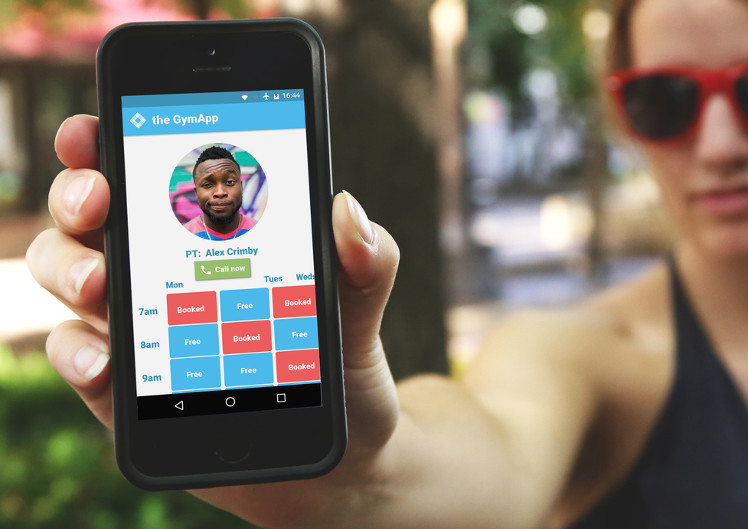 16:44
the GymApp
PT: Alex Crimby
Call now
Mon Tues Weds
7am Booked Free Booked
8am Free Booked Free
9am Free Free Booked